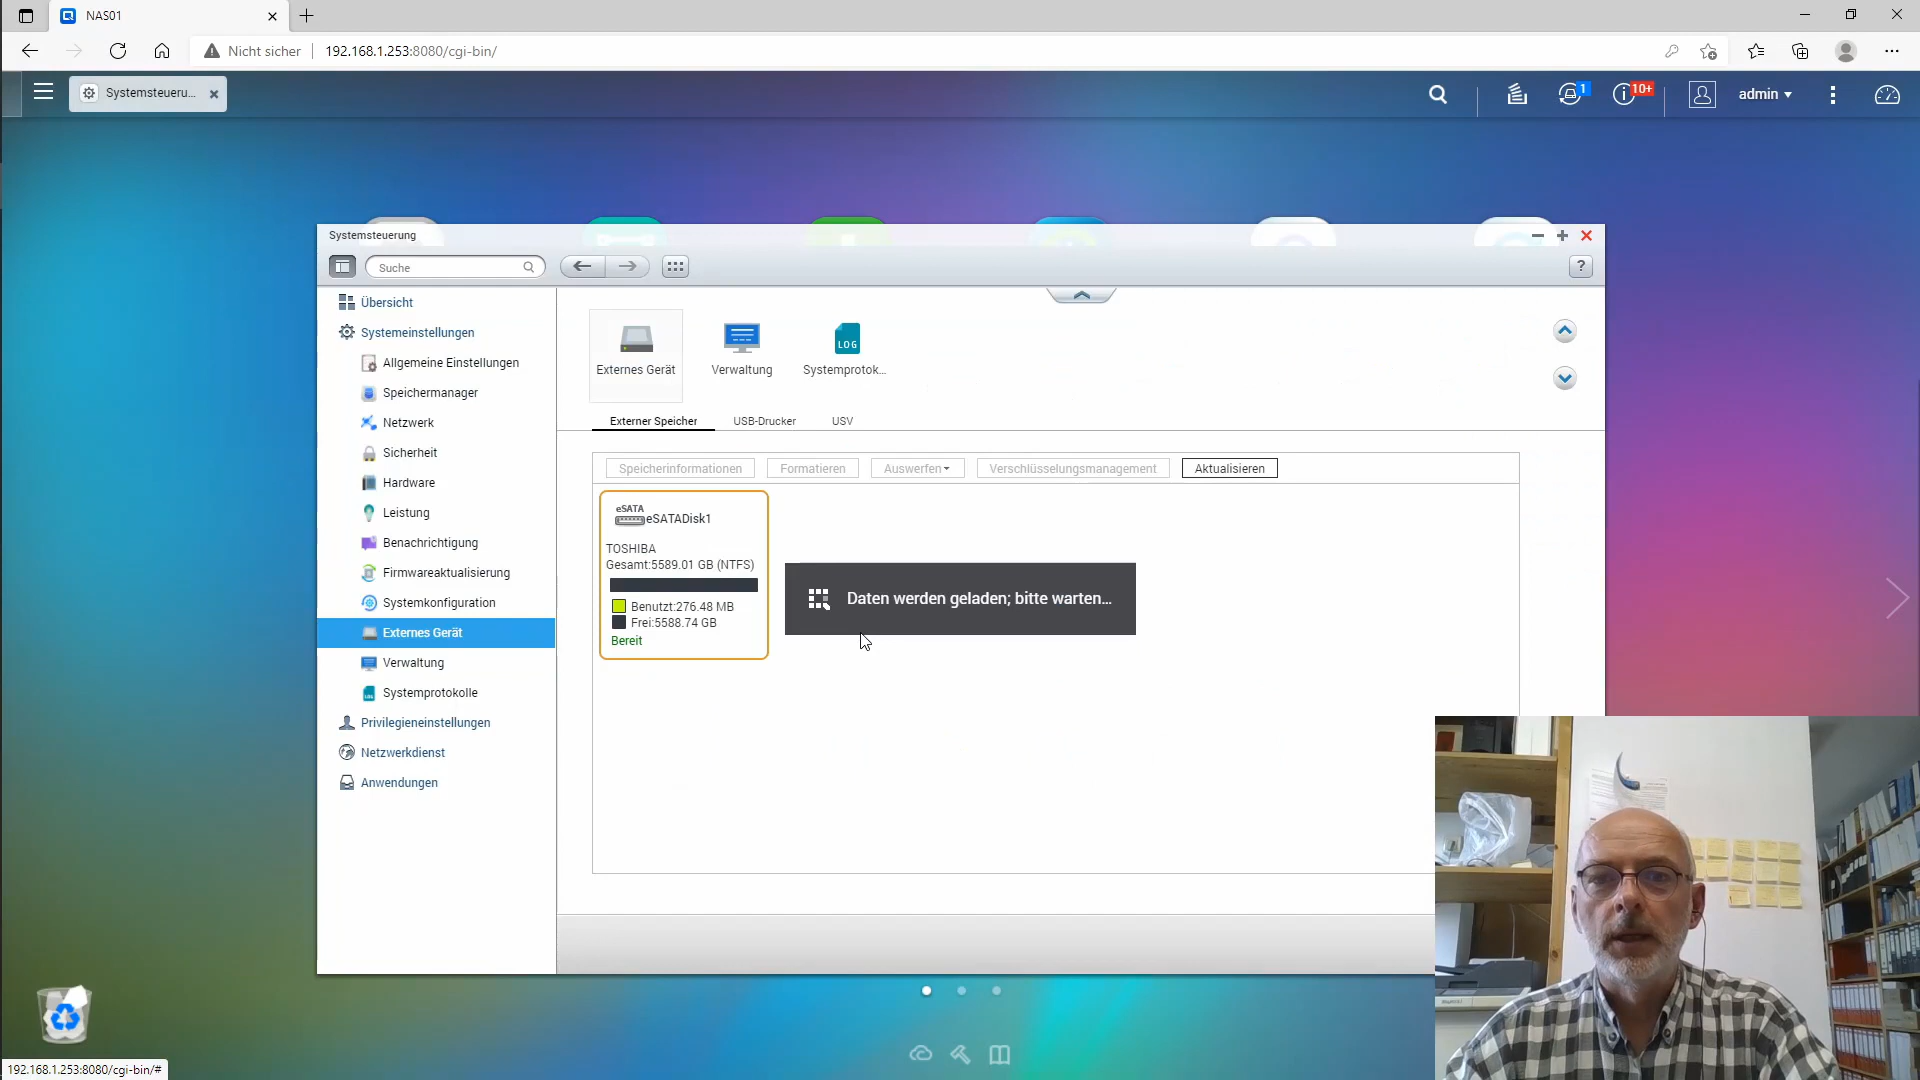 NAS01
Nicht sicher
192.168.1.253:8080/cgi-bin/
Systemsteueru...
1
10+
admin
Systemsteuerung
Suche
?
Übersicht
Systemeinstellungen
Allgemeine Einstellungen
Speichermanager
Netzwerk
Sicherheit
Hardware
Leistung
Benachrichtigung
Firmwareaktualisierung
Systemkonfiguration
Externes Gerät
Verwaltung
Systemprotokolle
Privilegieneinstellungen
Netzwerkdienst
Anwendungen
LOG
Externes Gerät
Verwaltung
Systemprotok...
Externer Speicher
USB-Drucker
USV
Speicherinformationen
Formatieren
Auswerfen
Verschlüsselungsmanagement
Aktualisieren
eSATA
eSATADisk1
TOSHIBA
Gesamt:5589.01 GB (NTFS)
Benutzt:276.48 MB
Frei:5588.74 GB
Bereit
Daten werden geladen; bitte warten...
192.168.1.253:8080/cgi-bin/#